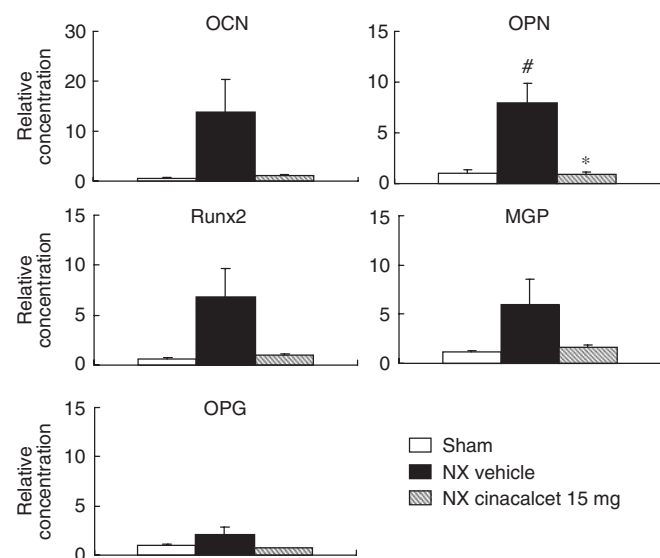 OCN
Relative
concentration
30
20
10
0
OPN
15
10
5
0
#
*
Runx2
Relative
concentration
15
10
5
0
MGP
15
10
5
0
OPG
Relative
concentration
15
10
5
0
Sham
NX vehicle
NX cinacalcet 15 mg